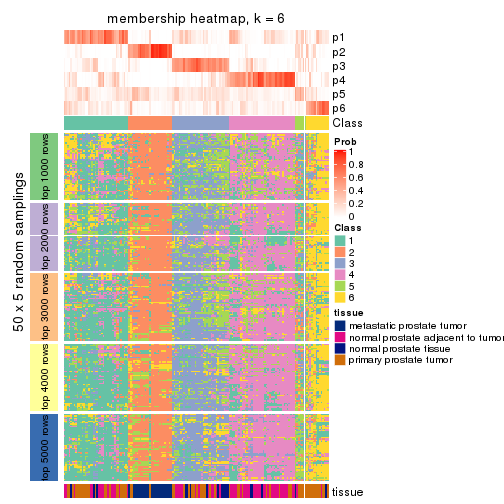 membership heatmap, k = 6
p1
p2
p3
p4
p5
p6
Class
50 x 5 random samplings
top 1000 rows
top 2000 rows
top 3000 rows
top 4000 rows
top 5000 rows
Prob
1
0.8
0.6
0.4
0.2
0
Class
1
2
3
4
5
6
tissue
metastatic prostate tumor
normal prostate adjacent to tumor
normal prostate tissue
primary prostate tumor
tissue